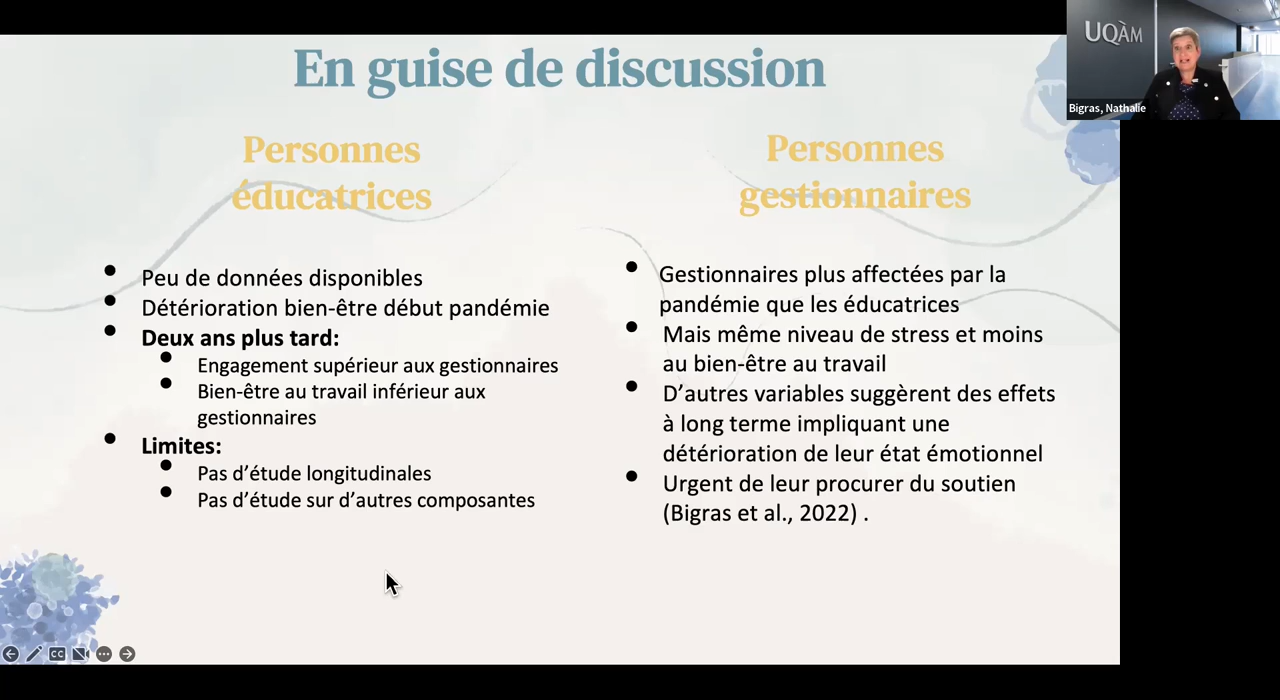 En guise de discussion
Personnes
éducatrices
Peu de données disponibles
Détérioration bien-être début pandémie
Deux ans plus tard:
Engagement supérieur aux gestionnaires
Bien-être au travail inférieur aux
gestionnaires
Limites:
Pas d’étude longitudinales
Pas d’étude sur d’autres composantes
Personnes
gestionnaires
Gestionnaires plus affectées par la
pandémie que les éducatrices
Mais même niveau de stress et moins
au bien-être au travail
D’autres variables suggèrent des effets
à long terme impliquant une
détérioration de leur état émotionnel
Urgent de leur procurer du soutien
(Bigras et al., 2022) .
UQÀM
Bigras, Nathalie
CC